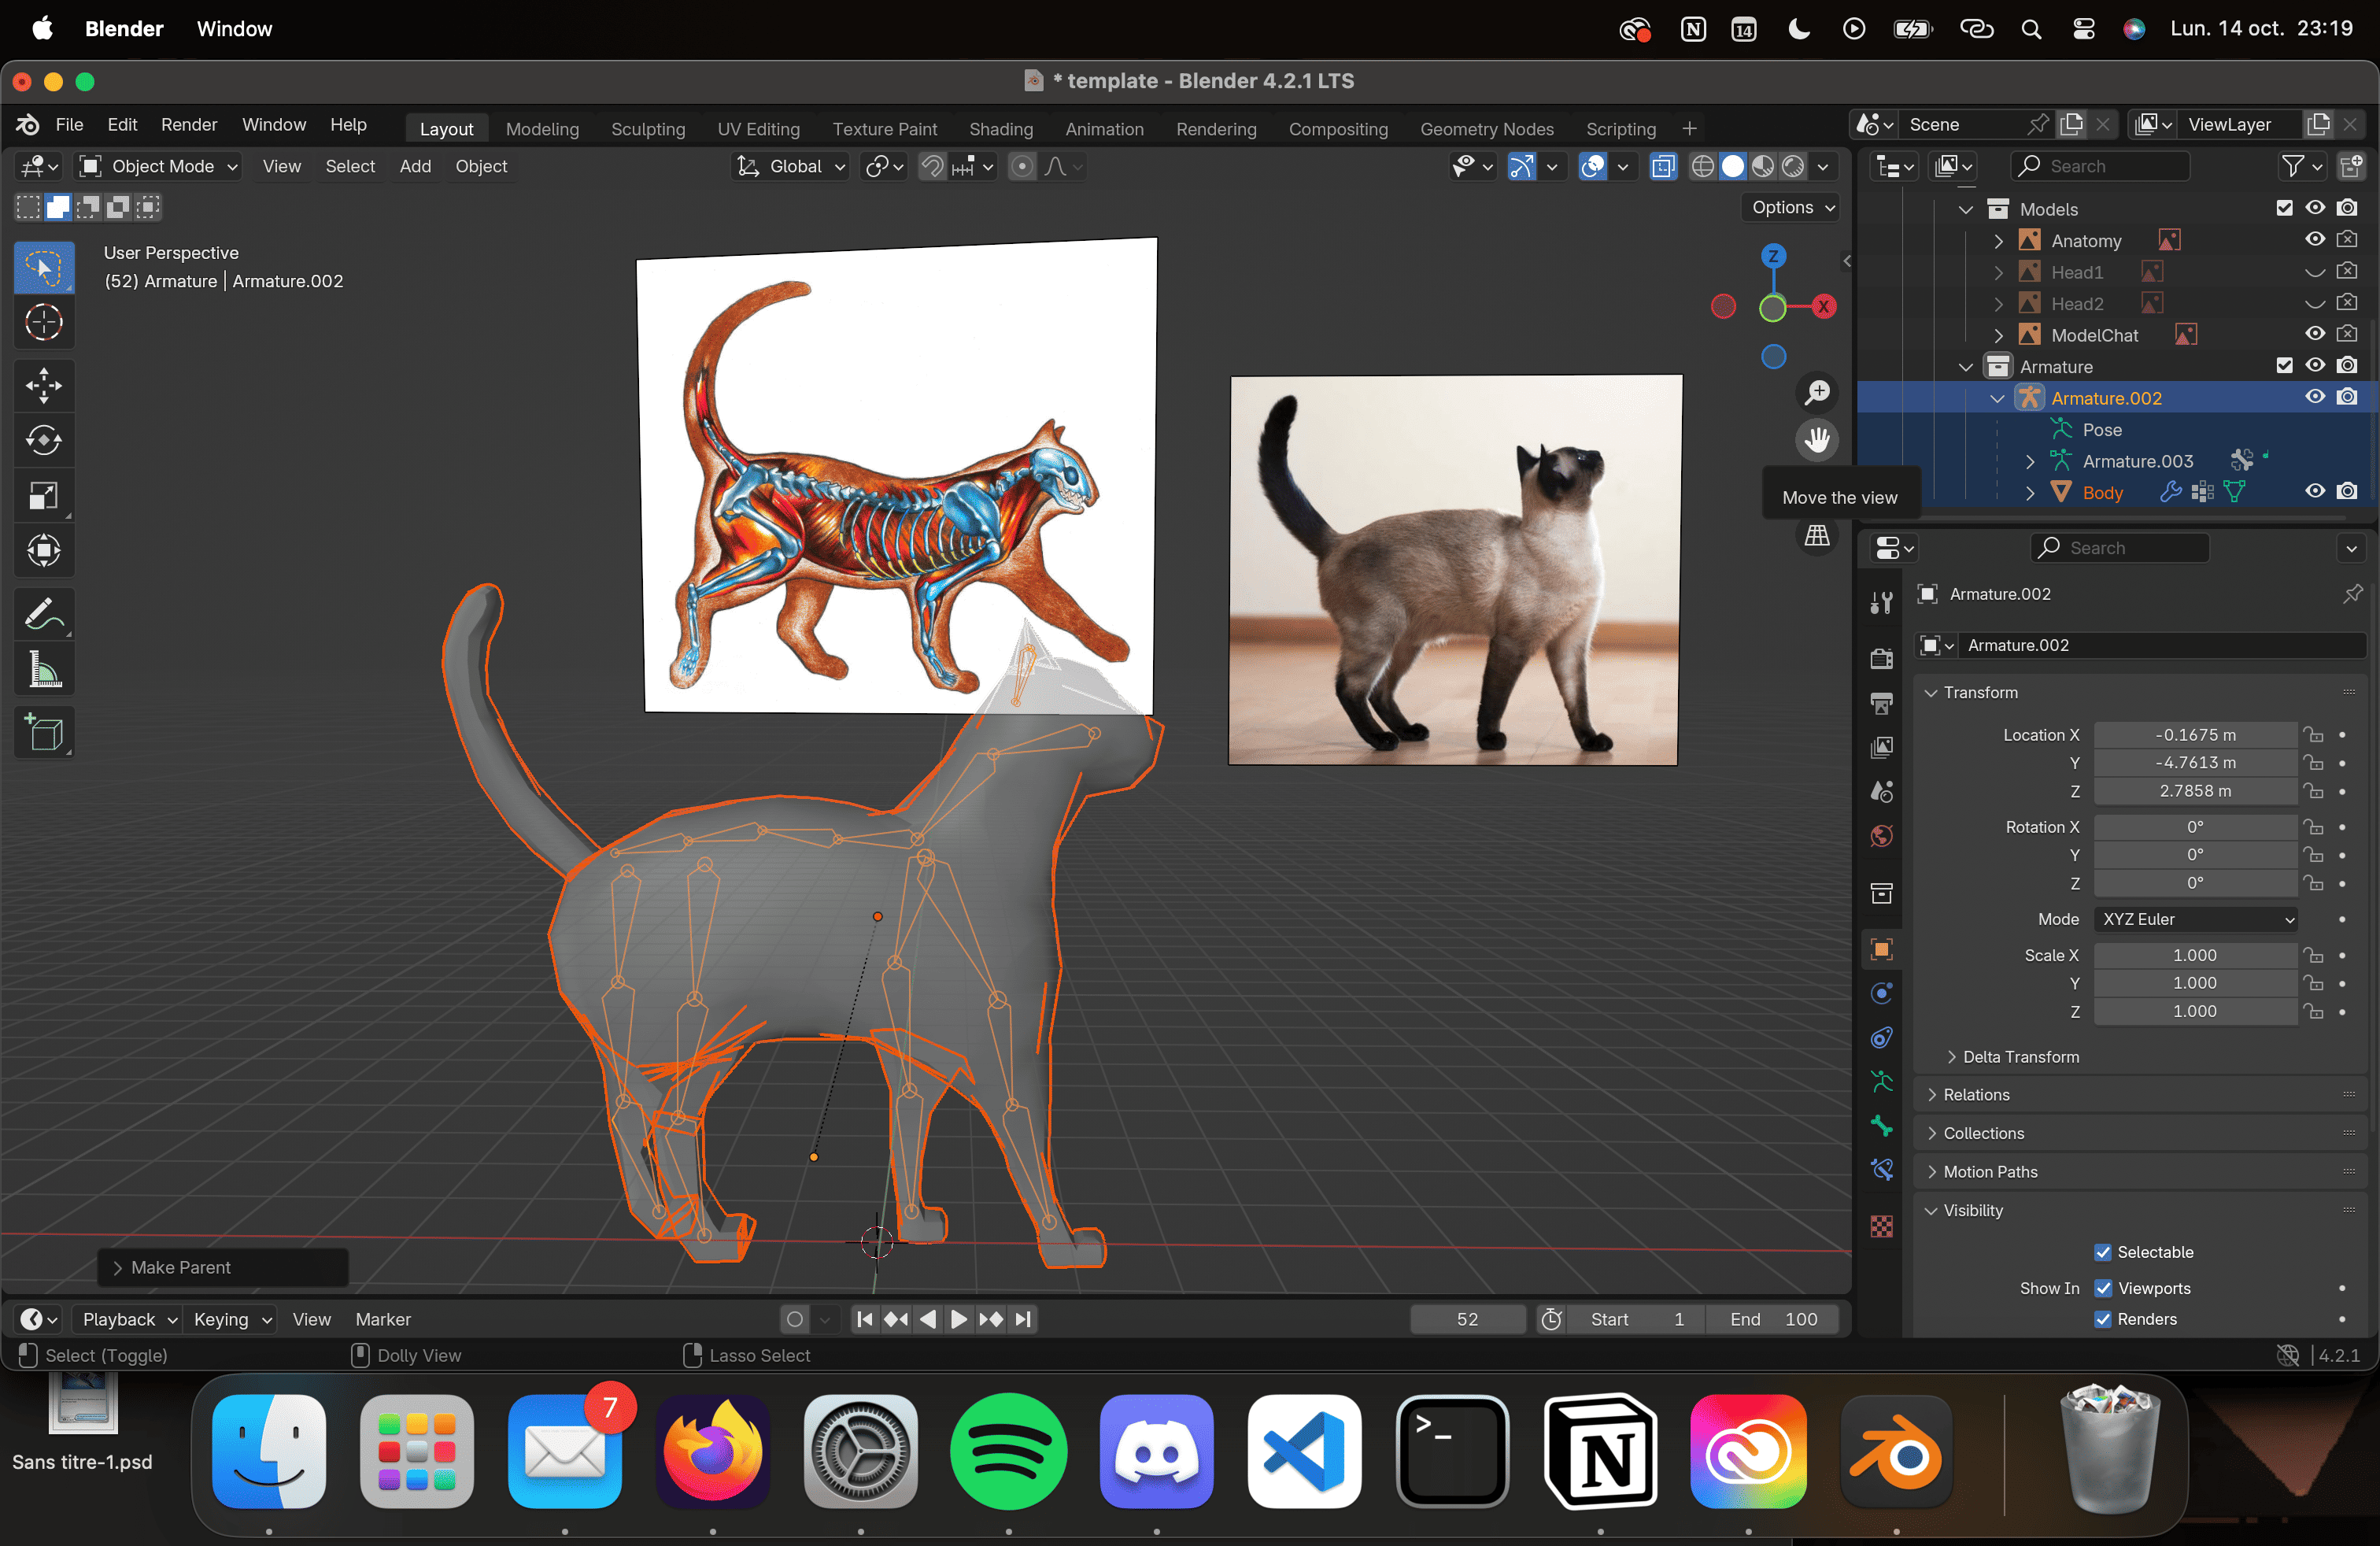 Blender Window
14
Lun. 14 oct. 23:19
* template - Blender 4.2.1 LTS
File Edit Render Window Help
Layout Modeling Sculpting UV Editing Texture Paint Shading Animation Rendering Compositing Geometry Nodes Scripting +
Scene
ViewLayer
Object Mode View Select Add Object
Global
Search
Options
User Perspective
(52) Armature | Armature.002
Z
X
Move the view
Models
Anatomy
Head1
Head2
ModelChat
Armature
Armature.002
Pose
Armature.003
Body
Search
Armature.002
Armature.002
Transform
Location X -0.1675 m
Y -4.7613 m
Z 2.7858 m
Rotation X 0°
Y 0°
Z 0°
Mode XYZ Euler
Scale X 1.000
Y 1.000
Z 1.000
Delta Transform
Relations
Collections
Motion Paths
Visibility
Selectable
Show In Viewports
Renders
Make Parent
Playback Keying View Marker
52
Start 1
End 100
Select (Toggle)
Dolly View
Lasso Select
4.2.1
Sans titre-1.psd
7
>_
N